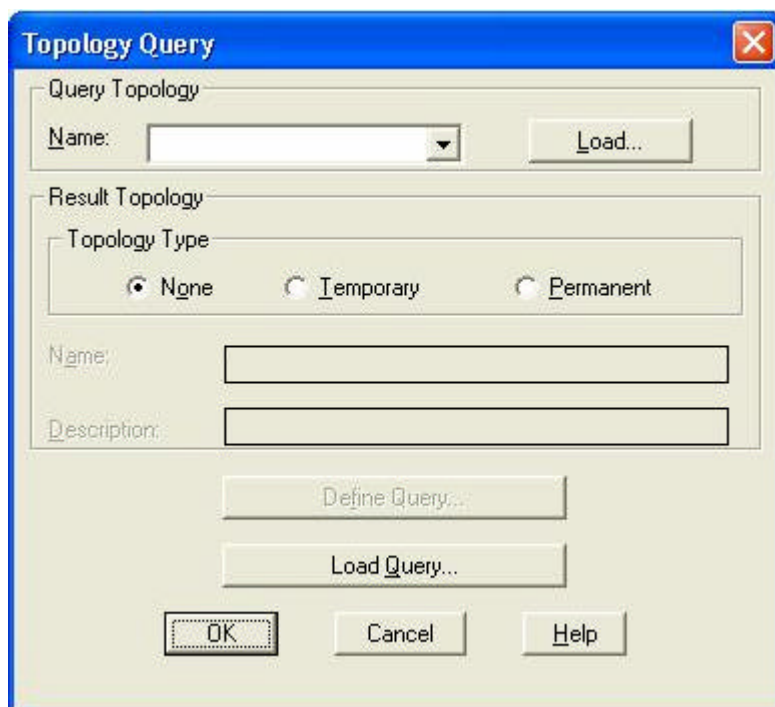 Topology Query
Query Topology
Name:
Load...
Result Topology
Topology Type
None Temporary Permanent
Name:
Description:
Define Query...
Load Query...
OK Cancel Help